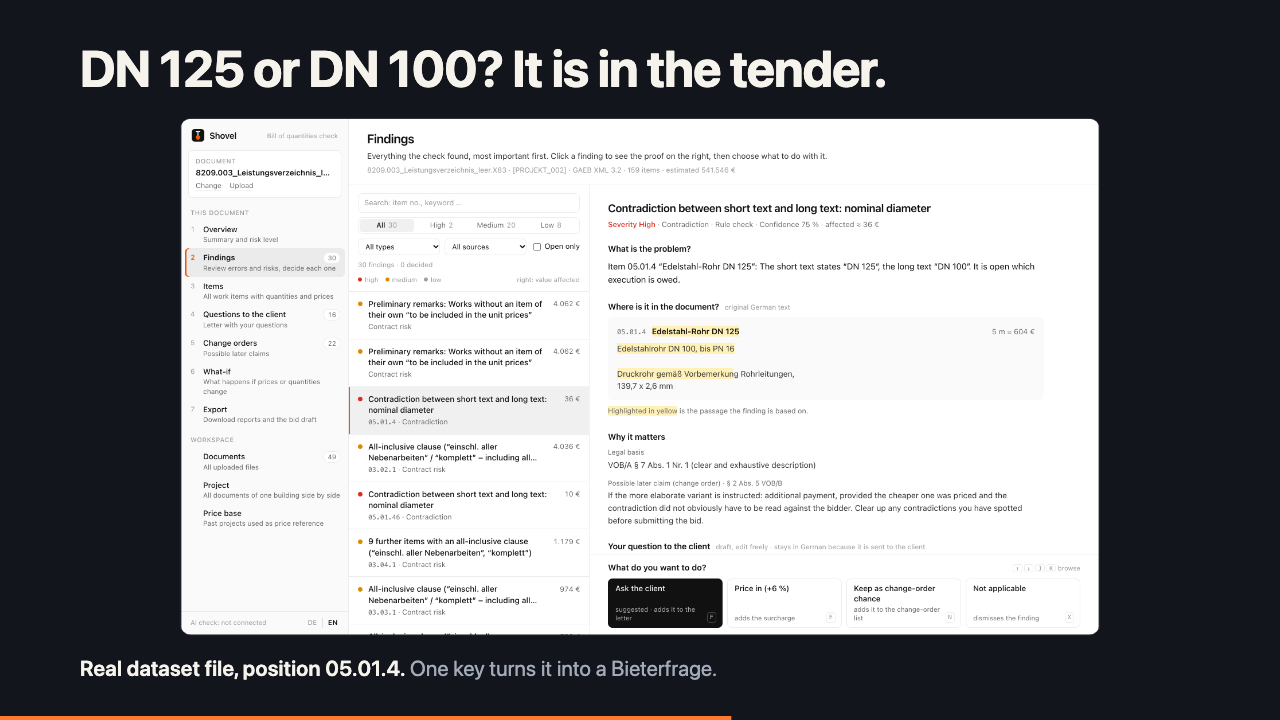 DN 125 or DN 100? It is in the tender.
Shovel
Bill of quantities check
DOCUMENT
8209.003_Leistungsverzeichnis_l...
Change Upload
THIS DOCUMENT
1 Overview
Summary and risk level
2 Findings 30
Review errors and risks, decide each one
3 Items
All work items with quantities and prices
4 Questions to the client 16
Letter with your questions
5 Change orders 22
Possible later claims
6 What-if
What happens if prices or quantities
change
7 Export
Download reports and the bid draft
WORKSPACE
Documents 49
All uploaded files
Project
All documents of one building side by side
Price base
Past projects used as price reference
AI check: not connected DE EN
Findings
Everything the check found, most important first. Click a finding to see the proof on the right, then choose what to do with it.
8209.003_Leistungsverzeichnis_leer.X83 · [PROJEKT_002] · GAEB XML 3.2 · 159 items · estimated 541.546 €
Search: item no., keyword ...
All 30 High 2 Medium 20 Low 8
All types All sources Open only
30 findings · 0 decided
high medium low right: value affected
Preliminary remarks: Works without an item of 4.062 €
their own “to be included in the unit prices”
Contract risk
Preliminary remarks: Works without an item of 4.062 €
their own “to be included in the unit prices”
Contract risk
Contradiction between short text and long text: 36 €
nominal diameter
05.01.4 · Contradiction
All-inclusive clause (“einschl. aller 4.036 €
Nebenarbeiten” / “komplett” – including all...
03.02.1 · Contract risk
Contradiction between short text and long text: 10 €
nominal diameter
05.01.46 · Contradiction
9 further items with an all-inclusive clause 1.179 €
(“einschl. aller Nebenarbeiten”, “komplett”)
03.04.1 · Contract risk
All-inclusive clause (“einschl. aller 974 €
Nebenarbeiten” / “komplett” – including all...
03.03.1 · Contract risk
Contradiction between short text and long text: nominal diameter
Severity High · Contradiction · Rule check · Confidence 75 % · affected ≈ 36 €
What is the problem?
Item 05.01.4 “Edelstahl-Rohr DN 125”: The short text states “DN 125”, the long text “DN 100”. It is open which
execution is owed.
Where is it in the document? original German text
05.01.4 Edelstahl-Rohr DN 125 5 m = 604 €
Edelstahlrohr DN 100, bis PN 16
Druckrohr gemäß Vorbemerkung Rohrleitungen,
139,7 x 2,6 mm
Highlighted in yellow is the passage the finding is based on.
Why it matters
Legal basis
VOB/A § 7 Abs. 1 Nr. 1 (clear and exhaustive description)
Possible later claim (change order) · § 2 Abs. 5 VOB/B
If the more elaborate variant is instructed: additional payment, provided the cheaper one was priced and the
contradiction did not obviously have to be read against the bidder. Clear up any contradictions you have spotted
before submitting the bid.
Your question to the client draft, edit freely · stays in German because it is sent to the client
What do you want to do? ↑ ↓ J K browse
Ask the client
suggested · adds it to the
letter F
Price in (+6 %)
adds the surcharge E
Keep as change-order
chance
adds it to the change-order
list N
Not applicable
dismisses the finding X
Real dataset file, position 05.01.4. One key turns it into a Bieterfrage.